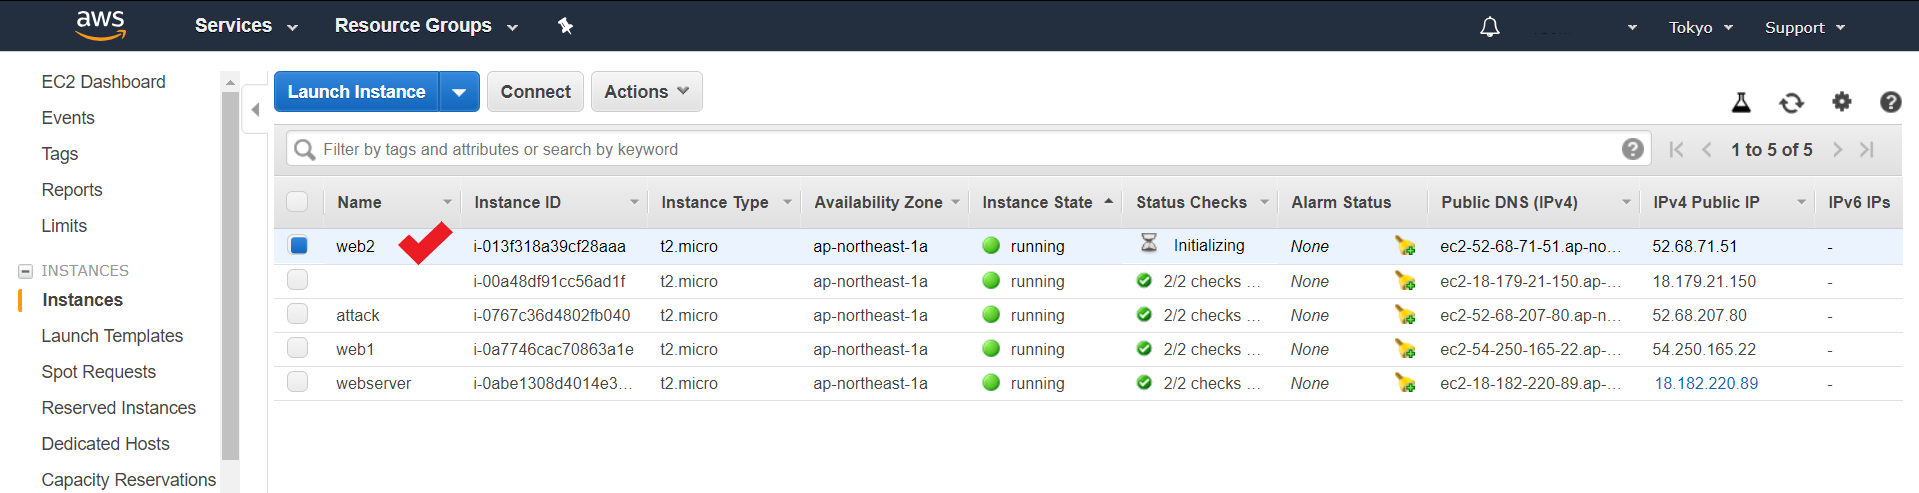 aws Services Resource Groups Tokyo Support
EC2 Dashboard
Events
Tags
Reports
Limits
INSTANCES
Instances
Launch Templates
Spot Requests
Reserved Instances
Dedicated Hosts
Capacity Reservations
Launch Instance Connect Actions
Filter by tags and attributes or search by keyword 1 to 5 of 5
Name Instance ID Instance Type Availability Zone Instance State Status Checks Alarm Status Public DNS (IPv4) IPv4 Public IP IPv6 IPs
web2 i-013f318a39cf28aaa t2.micro ap-northeast-1a running Initializing None ec2-52-68-71-51.ap-no... 52.68.71.51 -
i-00a48df91cc56ad1f t2.micro ap-northeast-1a running 2/2 checks ... None ec2-18-179-21-150.ap-... 18.179.21.150 -
attack i-0767c36d4802fb040 t2.micro ap-northeast-1a running 2/2 checks ... None ec2-52-68-207-80.ap-n... 52.68.207.80 -
web1 i-0a7746cac70863a1e t2.micro ap-northeast-1a running 2/2 checks ... None ec2-54-250-165-22.ap-... 54.250.165.22 -
webserver i-0abe1308d4014e3... t2.micro ap-northeast-1a running 2/2 checks ... None ec2-18-182-220-89.ap-... 18.182.220.89 -